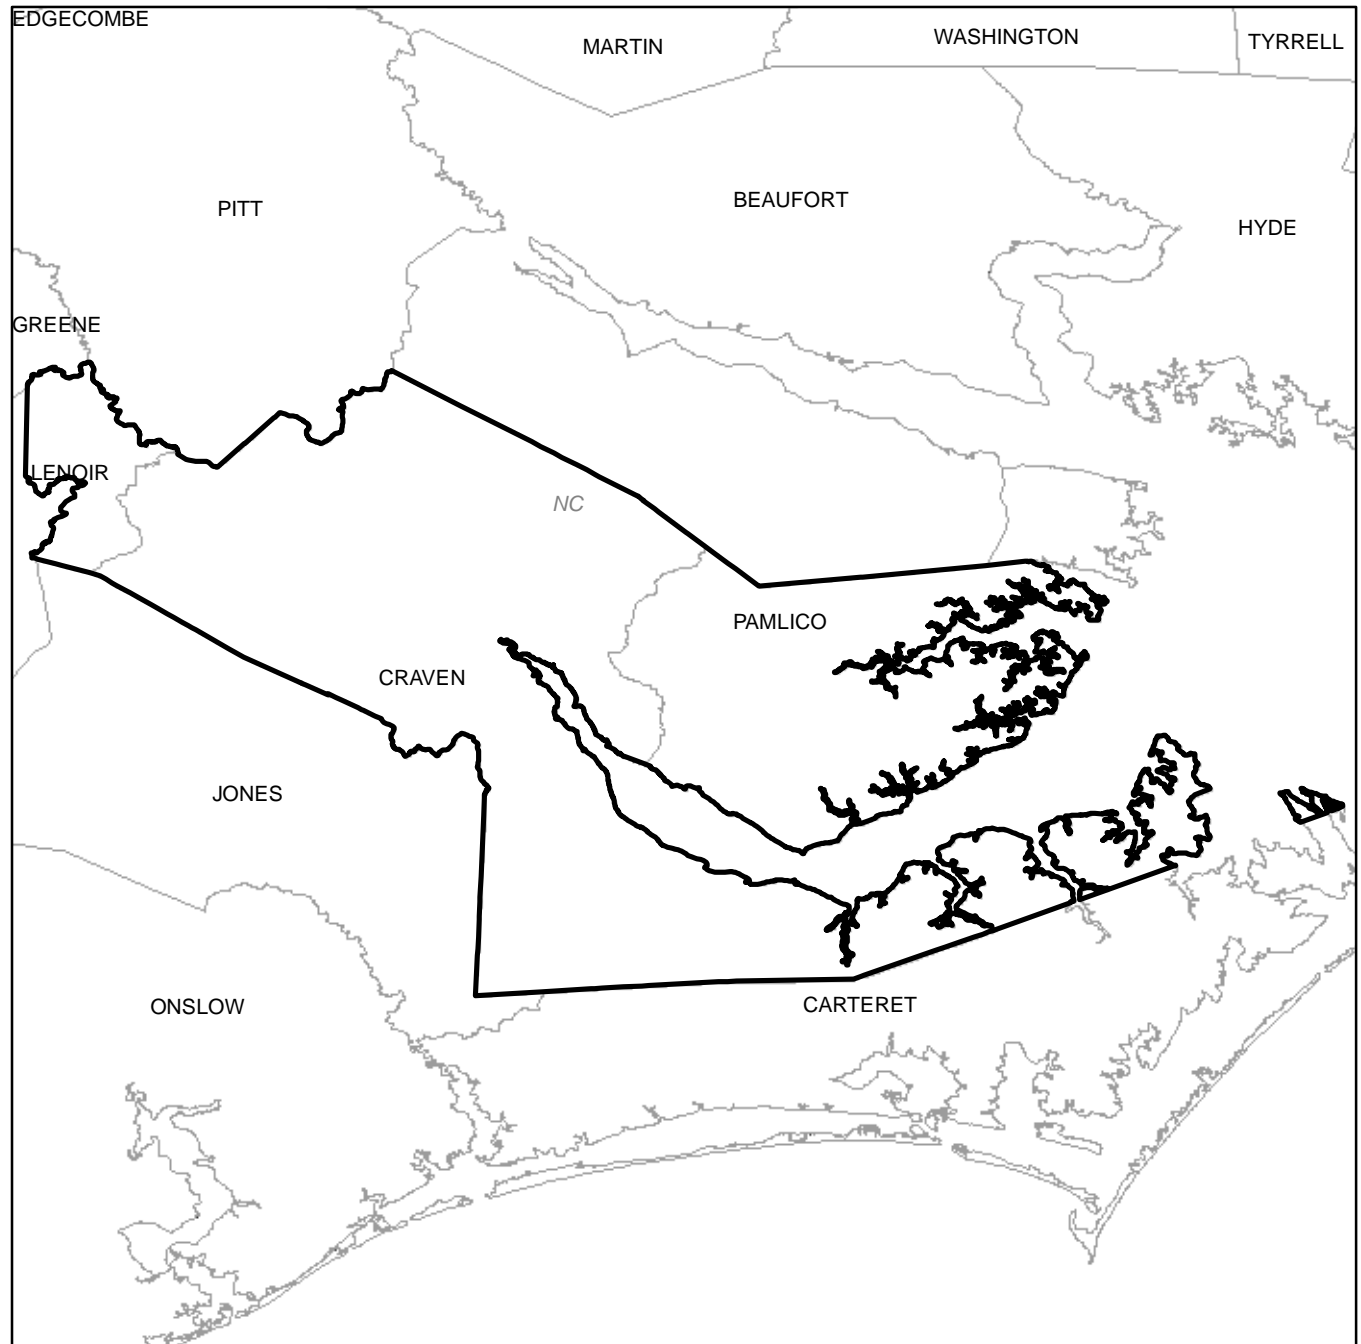 EDGECOMBE
MARTIN
WASHINGTON
TYRRELL
PITT
BEAUFORT
HYDE
GREENE
LENOIR
NC
PAMLICO
CRAVEN
JONES
ONSLOW
CARTERET